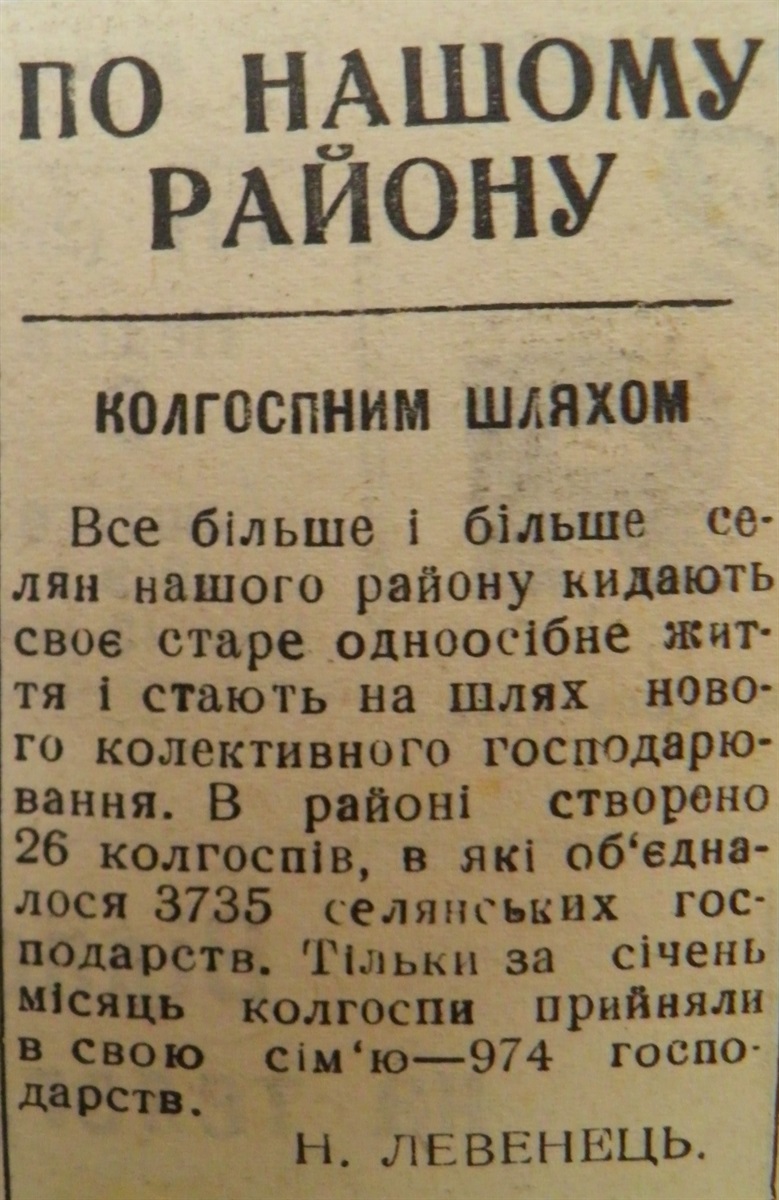 ПО НАШОМУ
РАЙОНУ
КОЛГОСПНИМ ШЛЯХОМ
Все більше і більше се-
лян нашого району кидають
своє старе одноосібне жит-
тя і стають на шлях ново-
го колективного господарю-
вання. В районі створено
26 колгоспів, в які об‘єдна-
лося 3735 селянських гос-
подарств. Тільки за січень
місяць колгоспи прийняли
в свою сім‘ю—974 госпо-
дарств.
Н. ЛЕВЕНЕЦЬ.